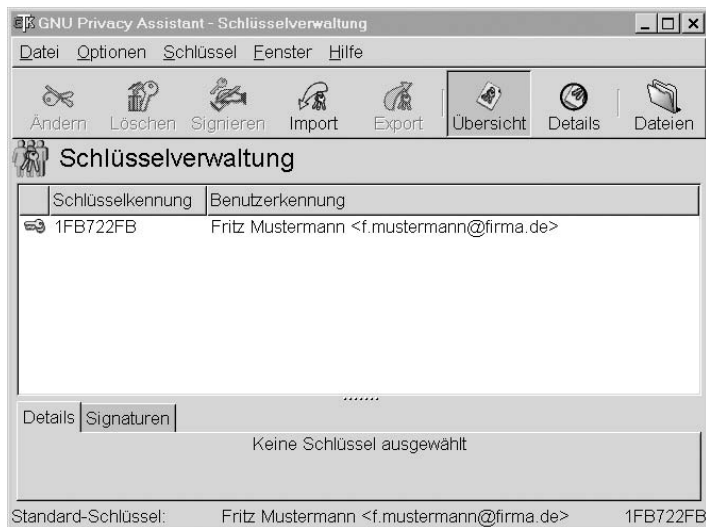 GNU Privacy Assistant - Schlüsselverwaltung
Datei Optionen Schlüssel Fenster Hilfe
Ändern Löschen Signieren Import Export Übersicht Details Dateien
Schlüsselverwaltung
Schlüsselkennung Benutzerkennung
1FB722FB Fritz Mustermann <f.mustermann@firma.de>
Details Signaturen
Keine Schlüssel ausgewählt
Standard-Schlüssel: Fritz Mustermann <f.mustermann@firma.de> 1FB722FB